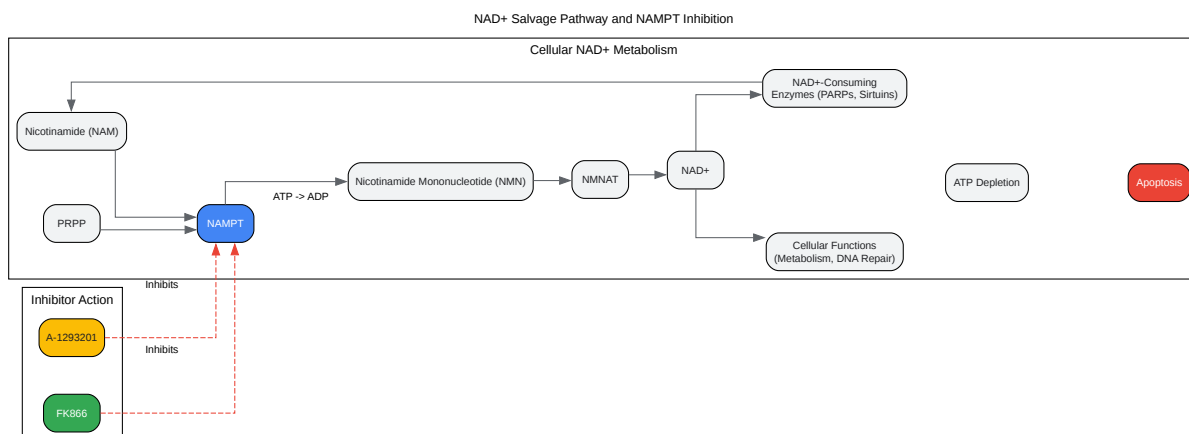 NAD+ Salvage Pathway and NAMPT Inhibition
Cellular NAD+ Metabolism
NAD+-Consuming
Enzymes (PARPs, Sirtuins)
Nicotinamide (NAM)
Nicotinamide Mononucleotide (NMN)
NMNAT
NAD+
ATP Depletion
Apoptosis
ATP -> ADP
PRPP
NAMPT
Cellular Functions
(Metabolism, DNA Repair)
Inhibits
Inhibitor Action
A-1293201
Inhibits
FK866